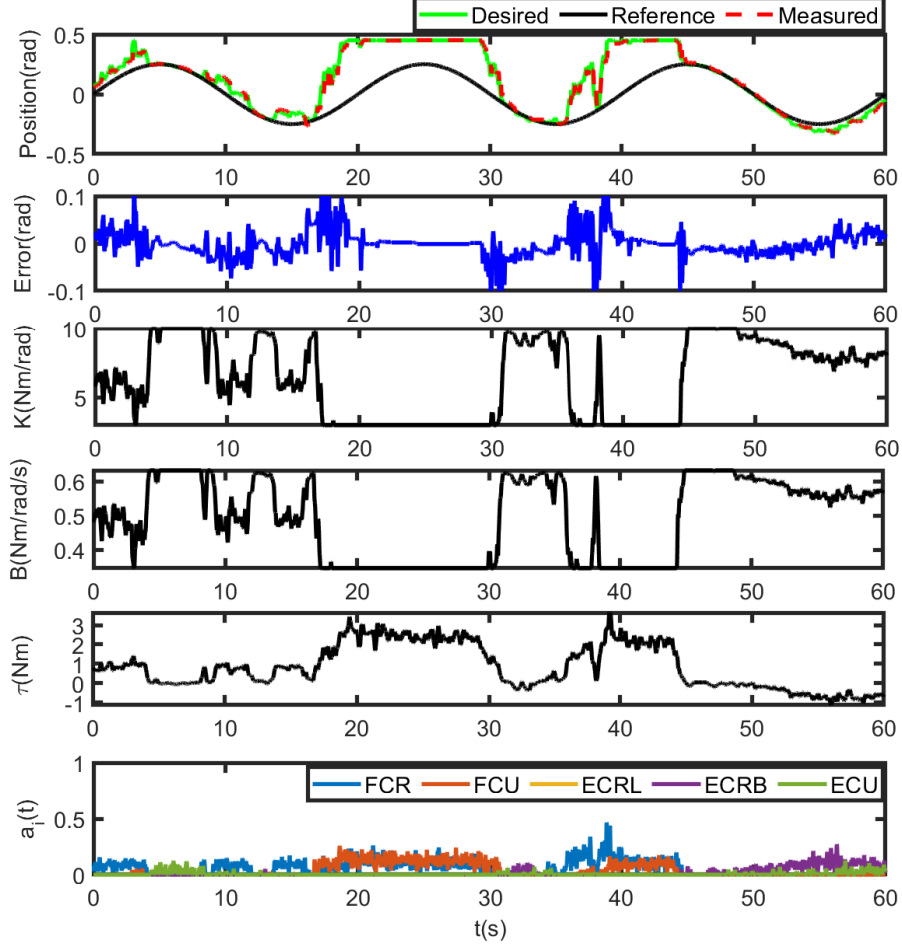 Desired Reference Measured
Position(rad)
0.5
0
-0.5
0 10 20 30 40 50 60
Error(rad)
0.1
0
-0.1
0 10 20 30 40 50 60
K(Nm/rad)
10
5
0 10 20 30 40 50 60
B(Nm/rad/s)
0.6
0.5
0.4
0 10 20 30 40 50 60
τ(Nm)
3
2
1
0
-1
0 10 20 30 40 50 60
FCR FCU ECRL ECRB ECU
a_i(t)
1
0.5
0
0 10 20 30 40 50 60
t(s)